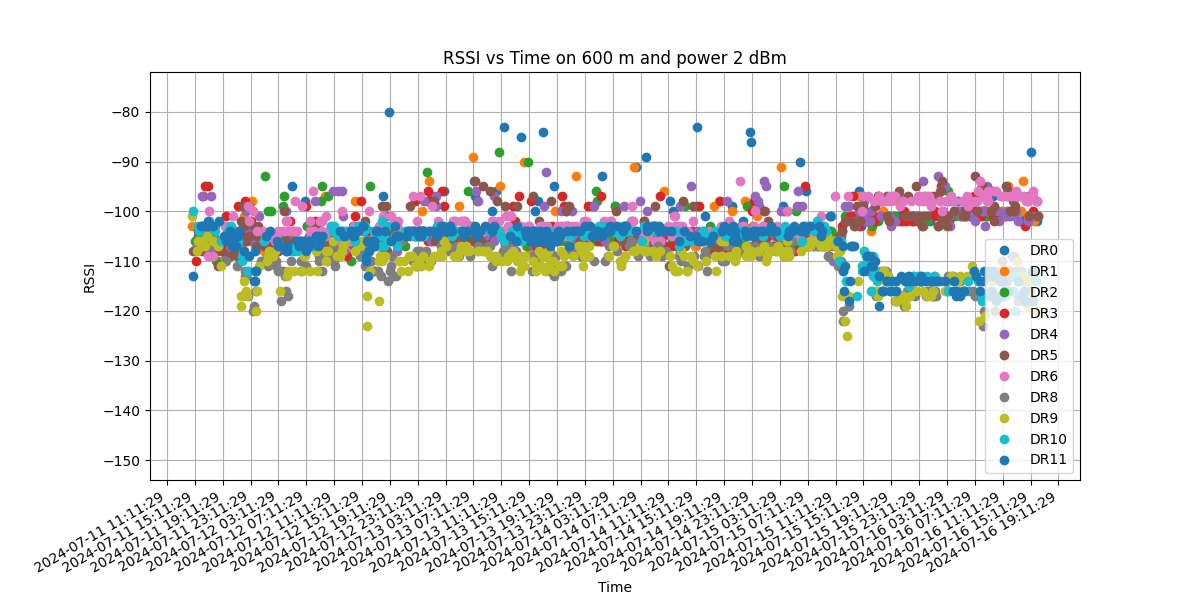 RSSI vs Time on 600 m and power 2 dBm
RSSI
−80
−90
−100
−110
−120
−130
−140
−150
DR0
DR1
DR2
DR3
DR4
DR5
DR6
DR8
DR9
DR10
DR11
2024-07-11 11:11:29
2024-07-11 15:11:29
2024-07-11 19:11:29
2024-07-11 23:11:29
2024-07-12 03:11:29
2024-07-12 07:11:29
2024-07-12 11:11:29
2024-07-12 15:11:29
2024-07-12 19:11:29
2024-07-12 23:11:29
2024-07-13 03:11:29
2024-07-13 07:11:29
2024-07-13 11:11:29
2024-07-13 15:11:29
2024-07-13 19:11:29
2024-07-13 23:11:29
2024-07-14 03:11:29
2024-07-14 07:11:29
2024-07-14 11:11:29
2024-07-14 15:11:29
2024-07-14 19:11:29
2024-07-14 23:11:29
2024-07-15 03:11:29
2024-07-15 07:11:29
2024-07-15 11:11:29
2024-07-15 15:11:29
2024-07-15 19:11:29
2024-07-15 23:11:29
2024-07-16 03:11:29
2024-07-16 07:11:29
2024-07-16 11:11:29
2024-07-16 15:11:29
2024-07-16 19:11:29
Time